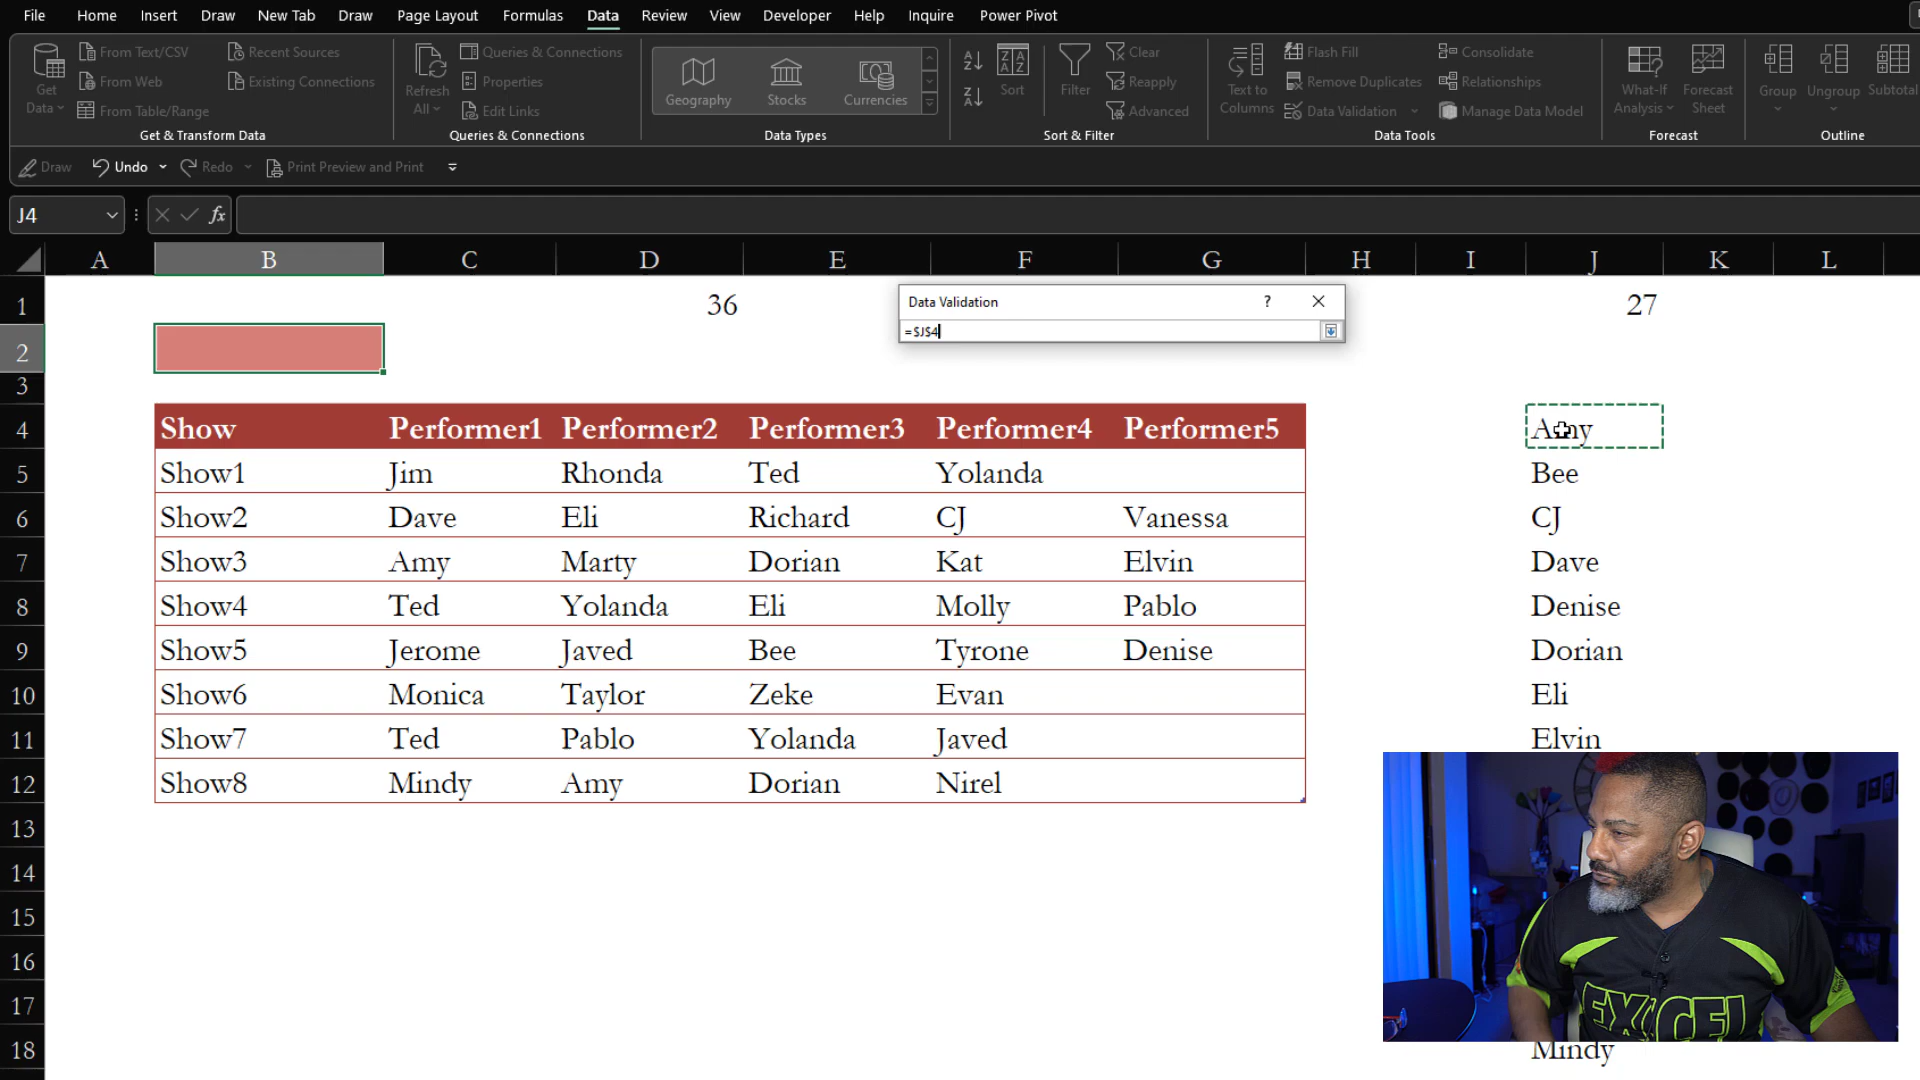 File Home Insert Draw New Tab Draw Page Layout Formulas Data Review View Developer Help Inquire Power Pivot
Get Data
From Text/CSV
From Web
From Table/Range
Recent Sources
Existing Connections
Get & Transform Data
Refresh All
Queries & Connections
Properties
Edit Links
Queries & Connections
Geography Stocks Currencies
Data Types
Sort
Filter
Clear
Reapply
Advanced
Sort & Filter
Text to Columns
Flash Fill
Remove Duplicates
Data Validation
Consolidate
Relationships
Manage Data Model
Data Tools
What-If Analysis
Forecast Sheet
Forecast
Group Ungroup Subtotal
Outline
Draw Undo Redo Print Preview and Print
J4 fx
A B C D E F G H I J K L
1 36 27
Data Validation ?
=$J$4
2
3
4 Show Performer1 Performer2 Performer3 Performer4 Performer5 Amy
5 Show1 Jim Rhonda Ted Yolanda Bee
6 Show2 Dave Eli Richard CJ Vanessa CJ
7 Show3 Amy Marty Dorian Kat Elvin Dave
8 Show4 Ted Yolanda Eli Molly Pablo Denise
9 Show5 Jerome Javed Bee Tyrone Denise Dorian
10 Show6 Monica Taylor Zeke Evan Eli
11 Show7 Ted Pablo Yolanda Javed Elvin
12 Show8 Mindy Amy Dorian Nirel
13
14
15
16
17
18 Mindy
EXCEL